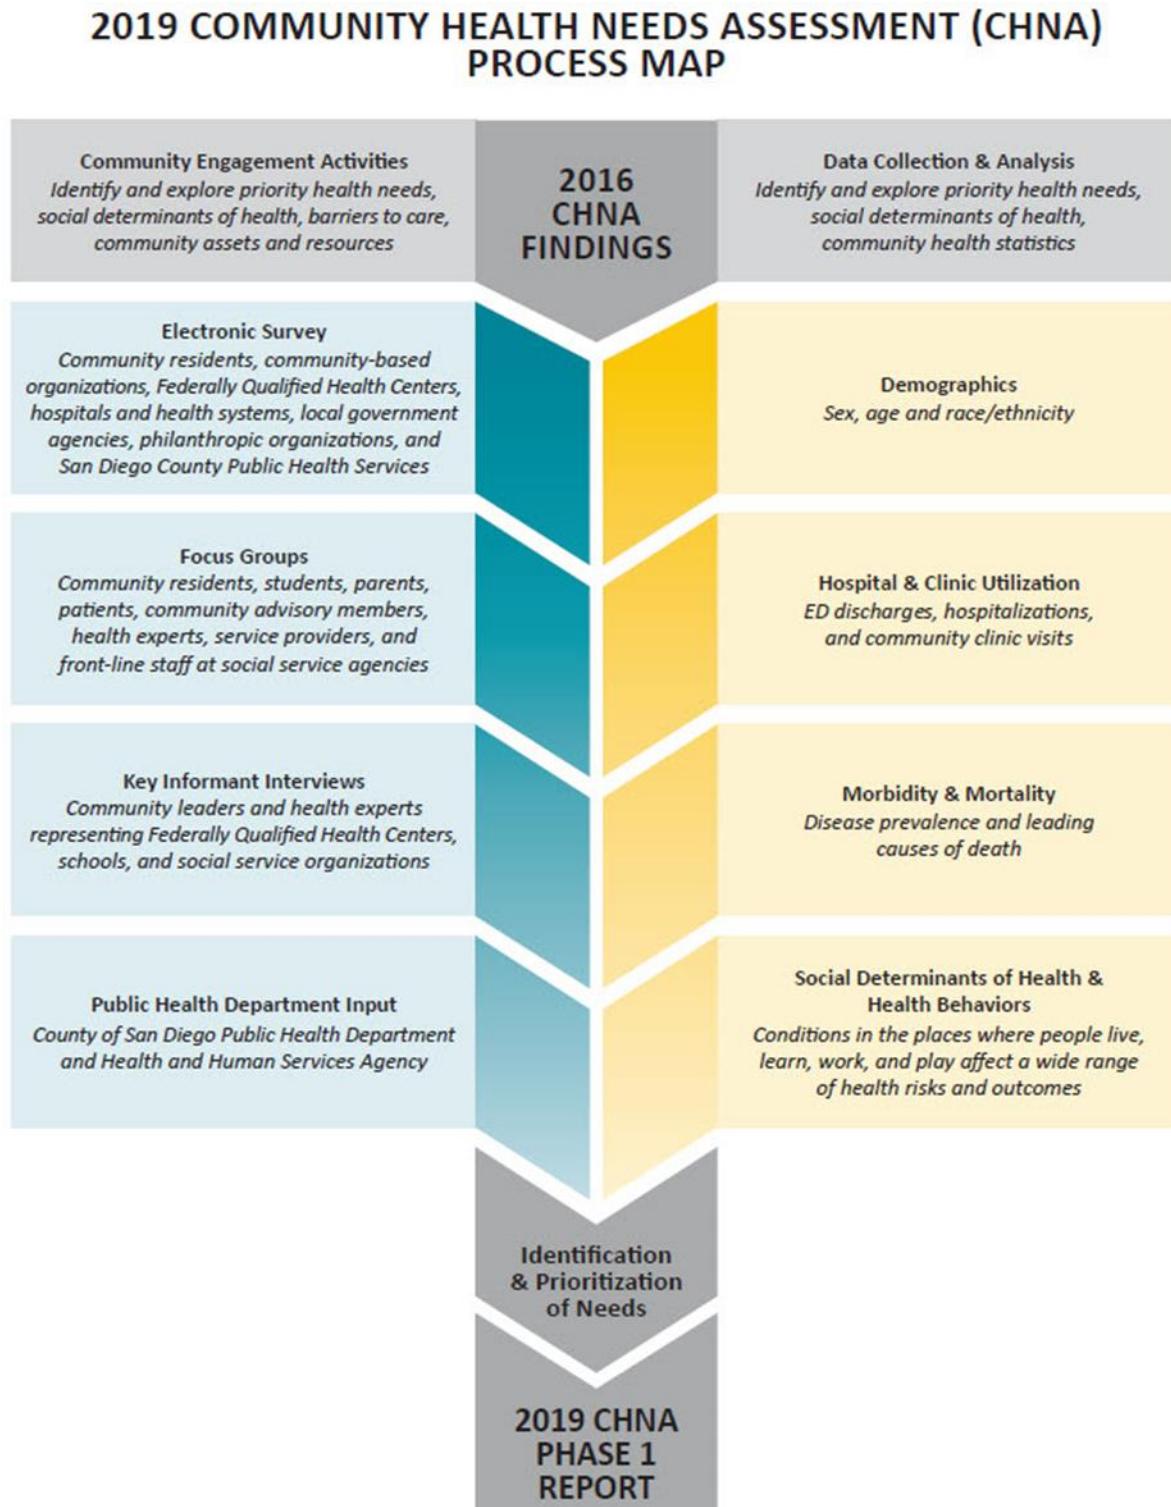 2019 COMMUNITY HEALTH NEEDS ASSESSMENT (CHNA)
PROCESS MAP
Community Engagement Activities
Identify and explore priority health needs,
social determinants of health, barriers to care,
community assets and resources
2016
CHNA
FINDINGS
Data Collection & Analysis
Identify and explore priority health needs,
social determinants of health,
community health statistics
Electronic Survey
Community residents, community-based
organizations, Federally Qualified Health Centers,
hospitals and health systems, local government
agencies, philanthropic organizations, and
San Diego County Public Health Services
Demographics
Sex, age and race/ethnicity
Focus Groups
Community residents, students, parents,
patients, community advisory members,
health experts, service providers, and
front-line staff at social service agencies
Hospital & Clinic Utilization
ED discharges, hospitalizations,
and community clinic visits
Key Informant Interviews
Community leaders and health experts
representing Federally Qualified Health Centers,
schools, and social service organizations
Morbidity & Mortality
Disease prevalence and leading
causes of death
Public Health Department Input
County of San Diego Public Health Department
and Health and Human Services Agency
Social Determinants of Health &
Health Behaviors
Conditions in the places where people live,
learn, work, and play affect a wide range
of health risks and outcomes
Identification
& Prioritization
of Needs
2019 CHNA
PHASE 1
REPORT